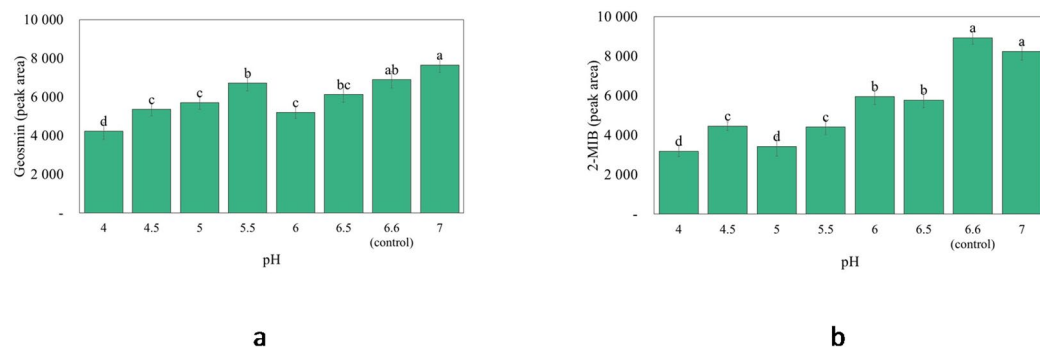 10 000
8 000
6 000
4 000
2 000
-
Geosmin (peak area)
d
c
c
b
c
bc
ab
a
4
4.5
5
5.5
6
6.5
6.6
(control)
7
pH
a
10 000
8 000
6 000
4 000
2 000
-
2-MIB (peak area)
d
c
d
c
b
b
a
a
4
4.5
5
5.5
6
6.5
6.6
(control)
7
pH
b